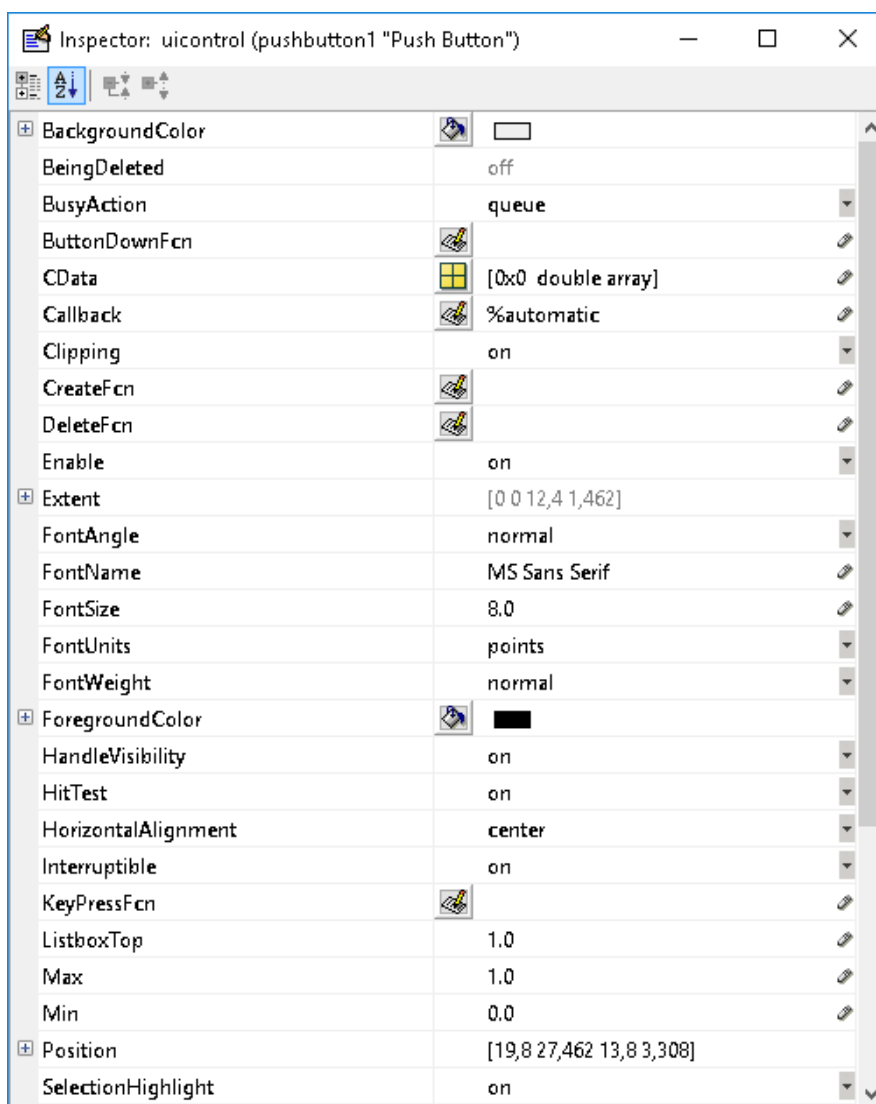 Inspector: uicontrol (pushbutton1 "Push Button")
BackgroundColor
BeingDeleted off
BusyAction queue
ButtonDownFcn
CData [0x0 double array]
Callback %automatic
Clipping on
CreateFcn
DeleteFcn
Enable on
Extent [0 0 12,4 1,462]
FontAngle normal
FontName MS Sans Serif
FontSize 8.0
FontUnits points
FontWeight normal
ForegroundColor
HandleVisibility on
HitTest on
HorizontalAlignment center
Interruptible on
KeyPressFcn
ListboxTop 1.0
Max 1.0
Min 0.0
Position [19,8 27,462 13,8 3,308]
SelectionHighlight on